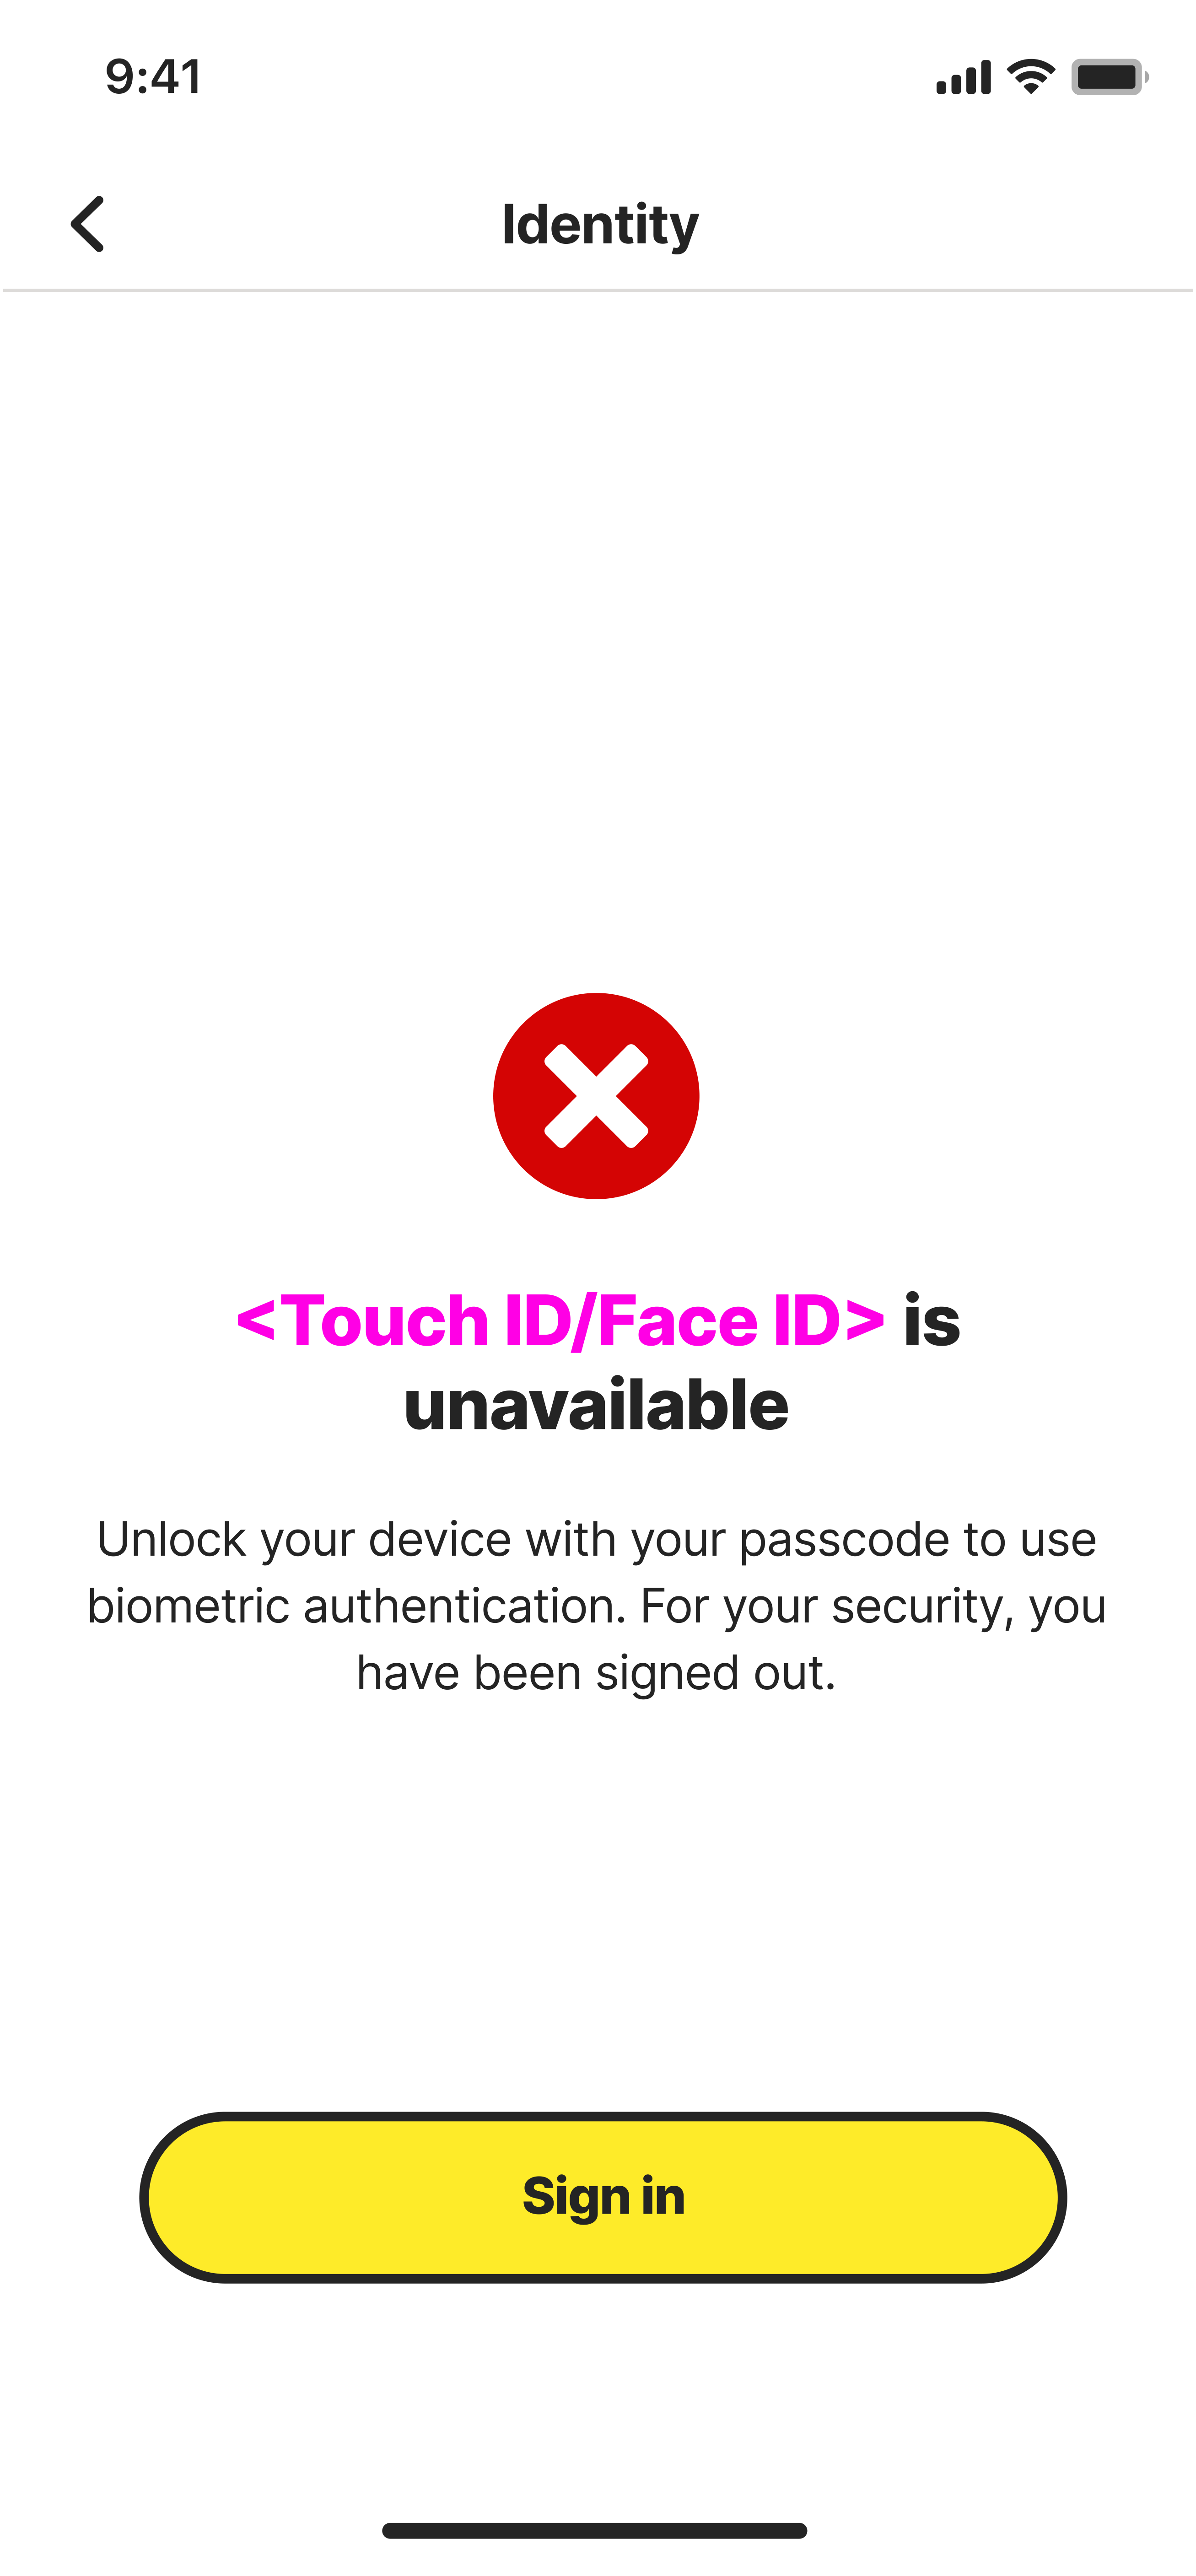 9:41
Identity
<Touch ID/Face ID> is
unavailable
Unlock your device with your passcode to use
biometric authentication. For your security, you
have been signed out.
Sign in